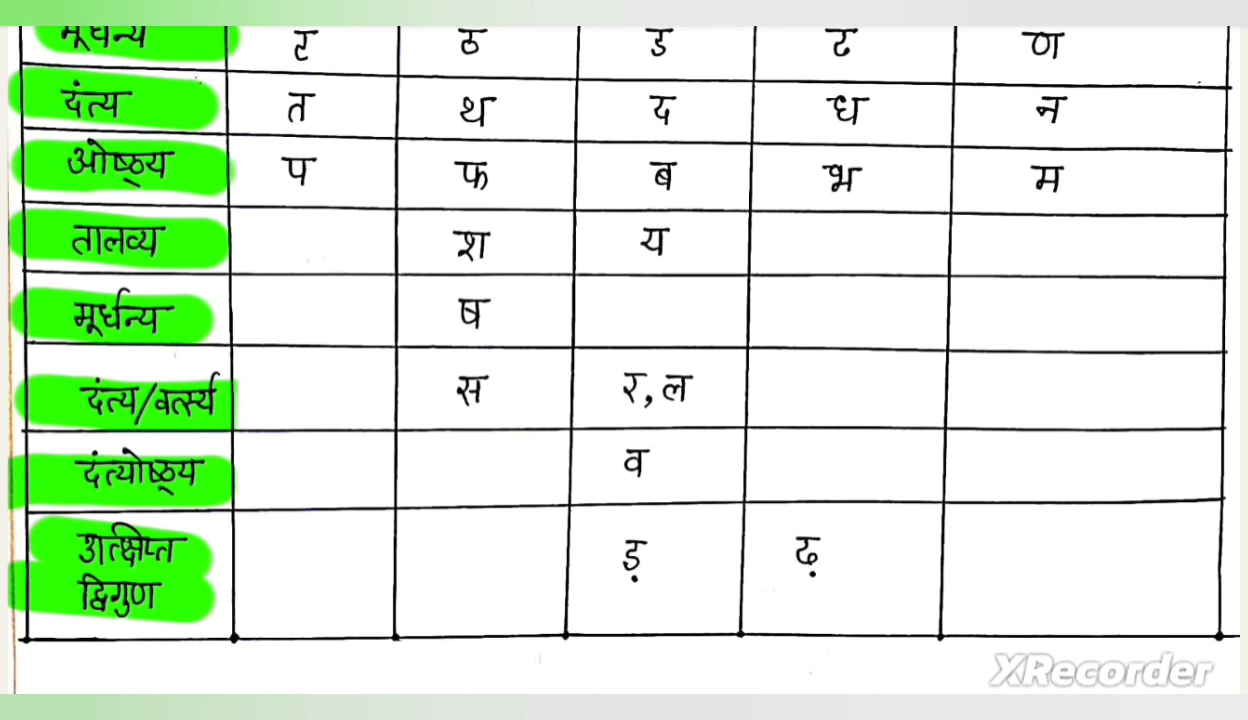 मूर्धन्य ट ठ ड ढ ण
दंत्य त थ द ध न
ओष्ठ्य प फ ब भ म
तालव्य श य
मूर्धन्य ष
दंत्य/वर्त्स्य स र,ल
दंत्योष्ठ्य व
उत्क्षिप्त ड़ ढ़
द्विगुण
XRecorder